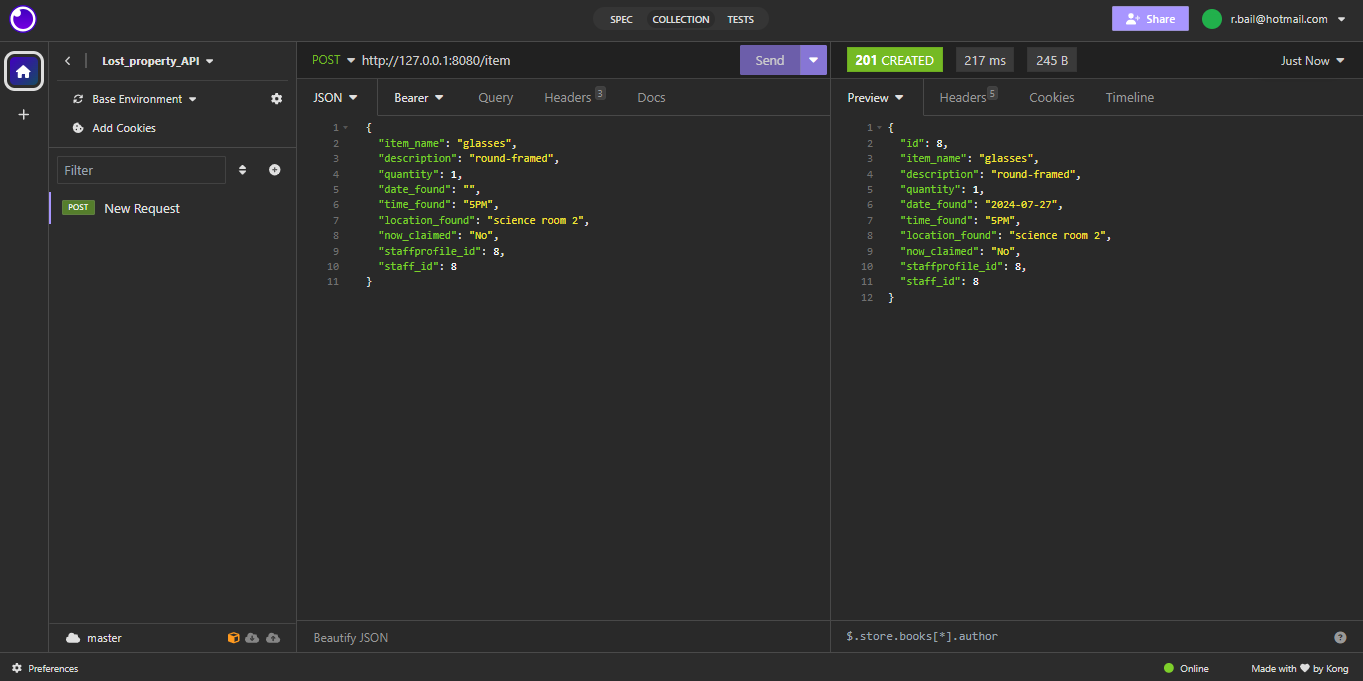 SPEC COLLECTION TESTS
Share
r.bail@hotmail.com
Lost_property_API
Base Environment
Add Cookies
Filter
POST New Request
master
Preferences
POST http://127.0.0.1:8080/item
Send
JSON Bearer Query Headers 3 Docs
1 {
2 "item_name": "glasses",
3 "description": "round-framed",
4 "quantity": 1,
5 "date_found": "",
6 "time_found": "5PM",
7 "location_found": "science room 2",
8 "now_claimed": "No",
9 "staffprofile_id": 8,
10 "staff_id": 8
11 }
Beautify JSON
201 CREATED 217 ms 245 B Just Now
Preview Headers 5 Cookies Timeline
1 {
2 "id": 8,
3 "item_name": "glasses",
4 "description": "round-framed",
5 "quantity": 1,
6 "date_found": "2024-07-27",
7 "time_found": "5PM",
8 "location_found": "science room 2",
9 "now_claimed": "No",
10 "staffprofile_id": 8,
11 "staff_id": 8
12 }
$.store.books[*].author
?
Online
Made with ♥ by Kong